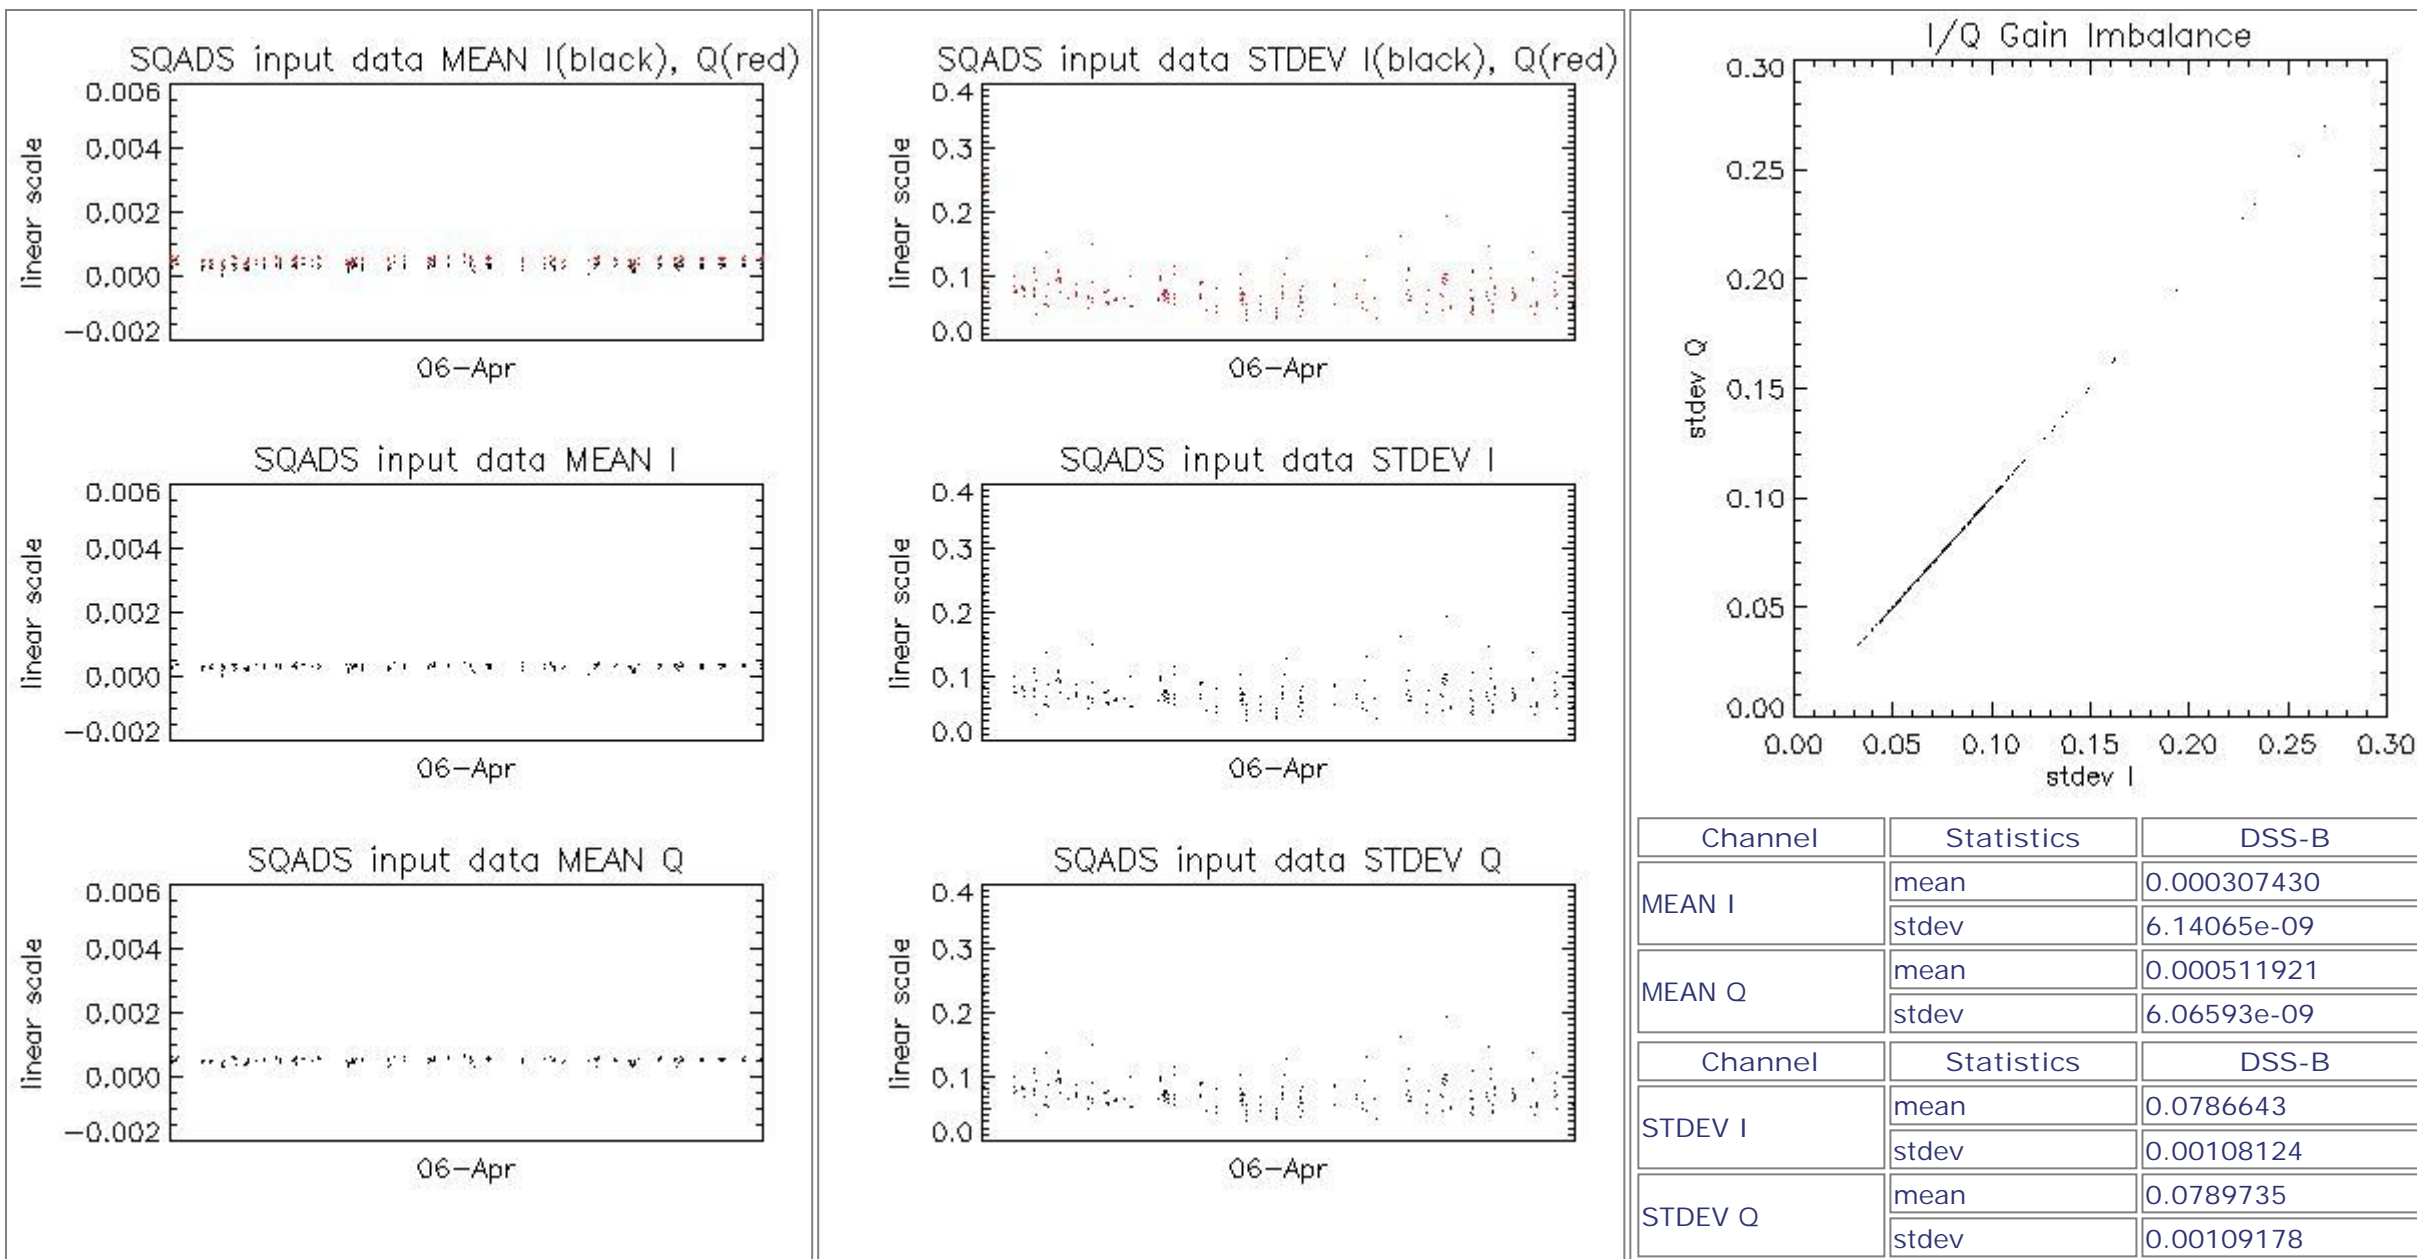 SQADS input data MEAN I(black), Q(red)
linear scale
0.006
0.004
0.002
0.000
-0.002
06-Apr
SQADS input data MEAN I
linear scale
0.006
0.004
0.002
0.000
-0.002
06-Apr
SQADS input data MEAN Q
linear scale
0.006
0.004
0.002
0.000
-0.002
06-Apr
SQADS input data STDEV I(black), Q(red)
linear scale
0.4
0.3
0.2
0.1
0.0
06-Apr
SQADS input data STDEV I
linear scale
0.4
0.3
0.2
0.1
0.0
06-Apr
SQADS input data STDEV Q
linear scale
0.4
0.3
0.2
0.1
0.0
06-Apr
I/Q Gain Imbalance
stdev Q
0.30
0.25
0.20
0.15
0.10
0.05
0.00
0.00 0.05 0.10 0.15 0.20 0.25 0.30
stdev I
Channel Statistics DSS-B
MEAN I
mean 0.000307430
stdev 6.14065e-09
MEAN Q
mean 0.000511921
stdev 6.06593e-09
Channel Statistics DSS-B
STDEV I
mean 0.0786643
stdev 0.00108124
STDEV Q
mean 0.0789735
stdev 0.00109178